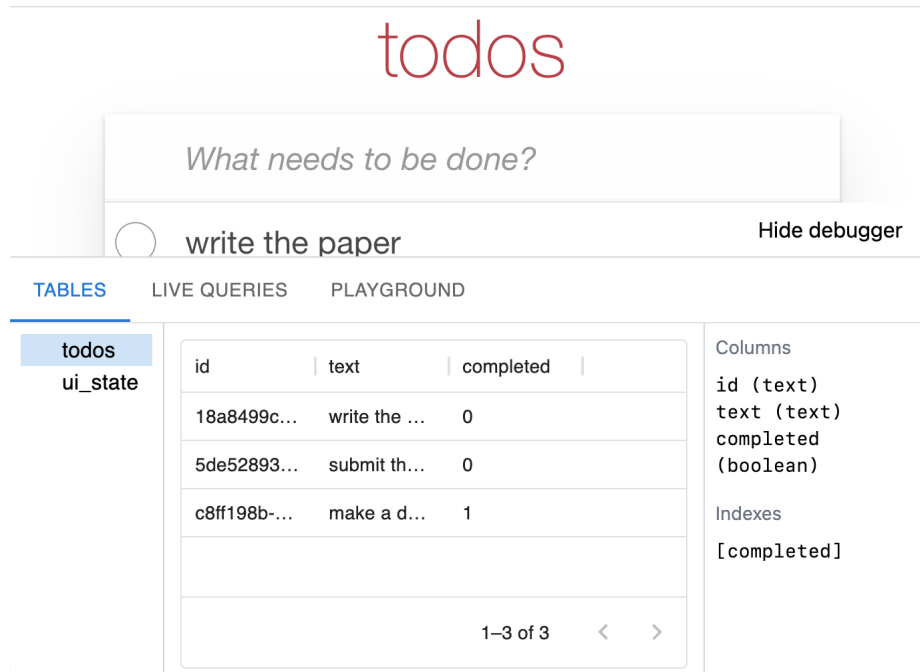 todos
What needs to be done?
write the paper
Hide debugger
TABLES LIVE QUERIES PLAYGROUND
todos
ui_state
id text completed
18a8499c... write the ... 0
5de52893... submit th... 0
c8ff198b-... make a d... 1
1–3 of 3
Columns
id (text)
text (text)
completed
(boolean)
Indexes
[completed]